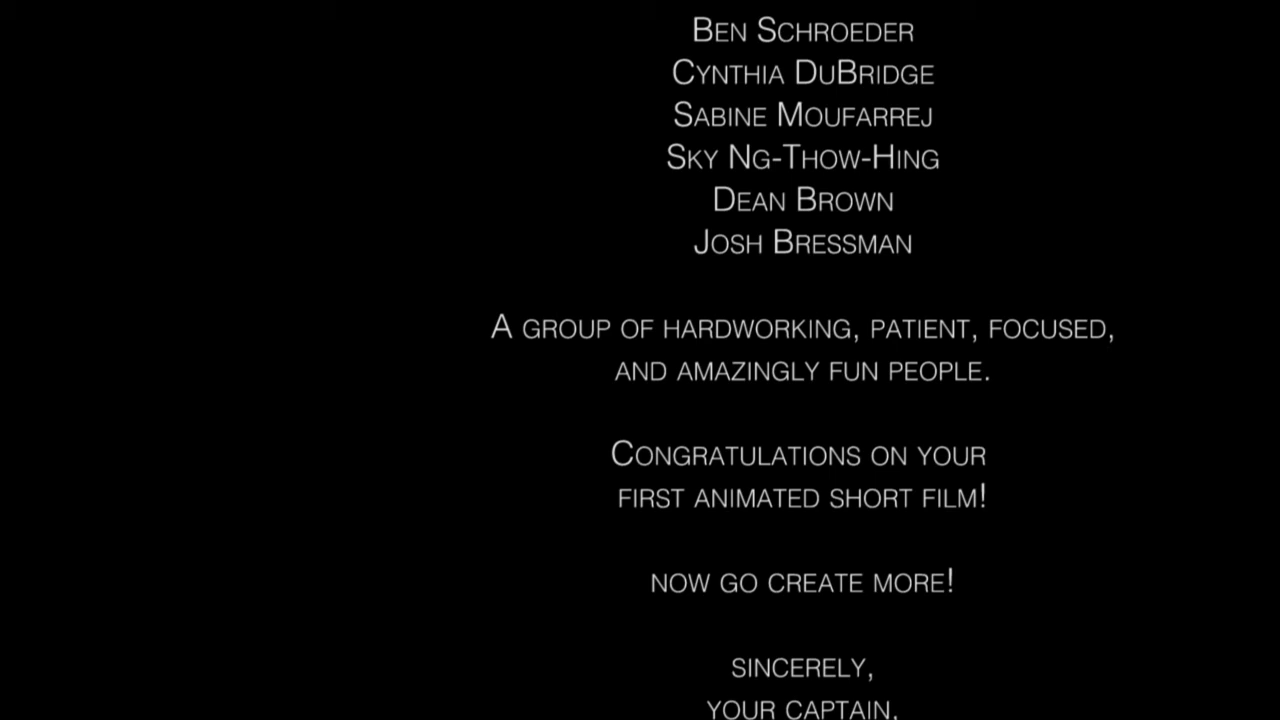 Ben Schroeder
Cynthia DuBridge
Sabine Moufarrej
Sky Ng-Thow-Hing
Dean Brown
Josh Bressman
A group of hardworking, patient, focused,
and amazingly fun people.
Congratulations on your
first animated short film!
now go create more!
sincerely,
your captain,